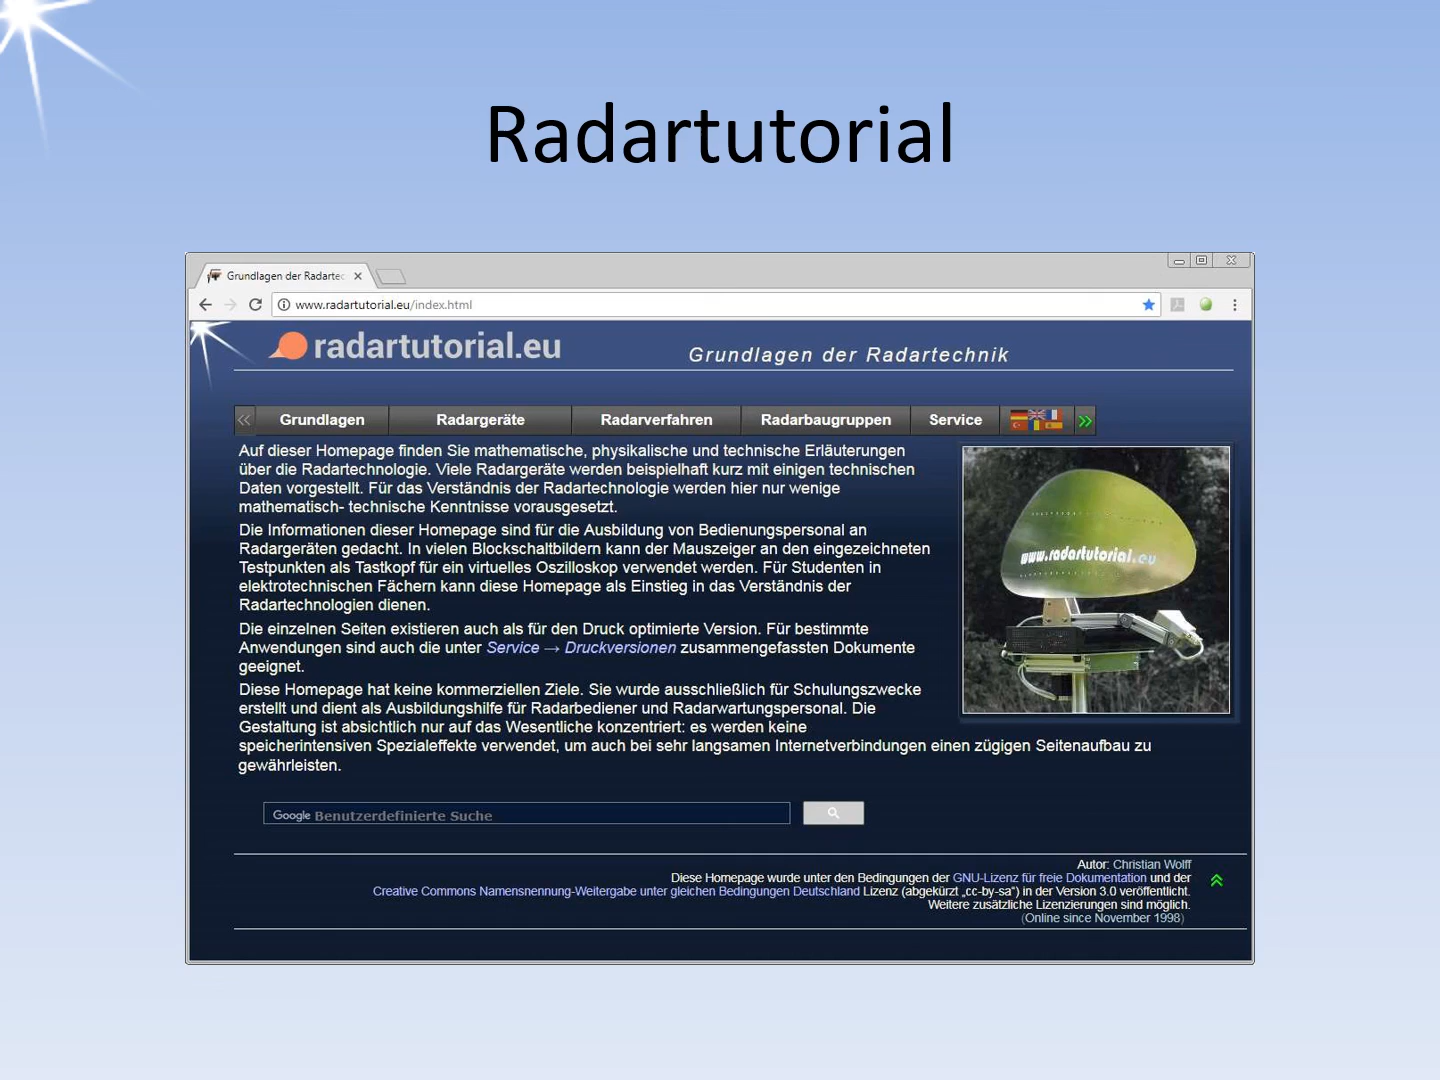 Radartutorial
Grundlagen der Radartec
www.radartutorial.eu/index.html
radartutorial.eu
Grundlagen der Radartechnik
Grundlagen
Radargeräte
Radarverfahren
Radarbaugruppen
Service
Auf dieser Homepage finden Sie mathematische, physikalische und technische Erläuterungen
über die Radartechnologie. Viele Radargeräte werden beispielhaft kurz mit einigen technischen
Daten vorgestellt. Für das Verständnis der Radartechnologie werden hier nur wenige
mathematisch- technische Kenntnisse vorausgesetzt.
Die Informationen dieser Homepage sind für die Ausbildung von Bedienungspersonal an
Radargeräten gedacht. In vielen Blockschaltbildern kann der Mauszeiger an den eingezeichneten
Testpunkten als Tastkopf für ein virtuelles Oszilloskop verwendet werden. Für Studenten in
elektrotechnischen Fächern kann diese Homepage als Einstieg in das Verständnis der
Radartechnologien dienen.
Die einzelnen Seiten existieren auch als für den Druck optimierte Version. Für bestimmte
Anwendungen sind auch die unter Service → Druckversionen zusammengefassten Dokumente
geeignet.
Diese Homepage hat keine kommerziellen Ziele. Sie wurde ausschließlich für Schulungszwecke
erstellt und dient als Ausbildungshilfe für Radarbediener und Radarwartungspersonal. Die
Gestaltung ist absichtlich nur auf das Wesentliche konzentriert: es werden keine
speicherintensiven Spezialeffekte verwendet, um auch bei sehr langsamen Internetverbindungen einen zügigen Seitenaufbau zu
gewährleisten.
www.radartutorial.eu
Google Benutzerdefinierte Suche
Autor: Christian Wolff
Diese Homepage wurde unter den Bedingungen der GNU-Lizenz für freie Dokumentation und der
Creative Commons Namensnennung-Weitergabe unter gleichen Bedingungen Deutschland Lizenz (abgekürzt „cc-by-sa“) in der Version 3.0 veröffentlicht.
Weitere zusätzliche Lizenzierungen sind möglich.
(Online since November 1998)